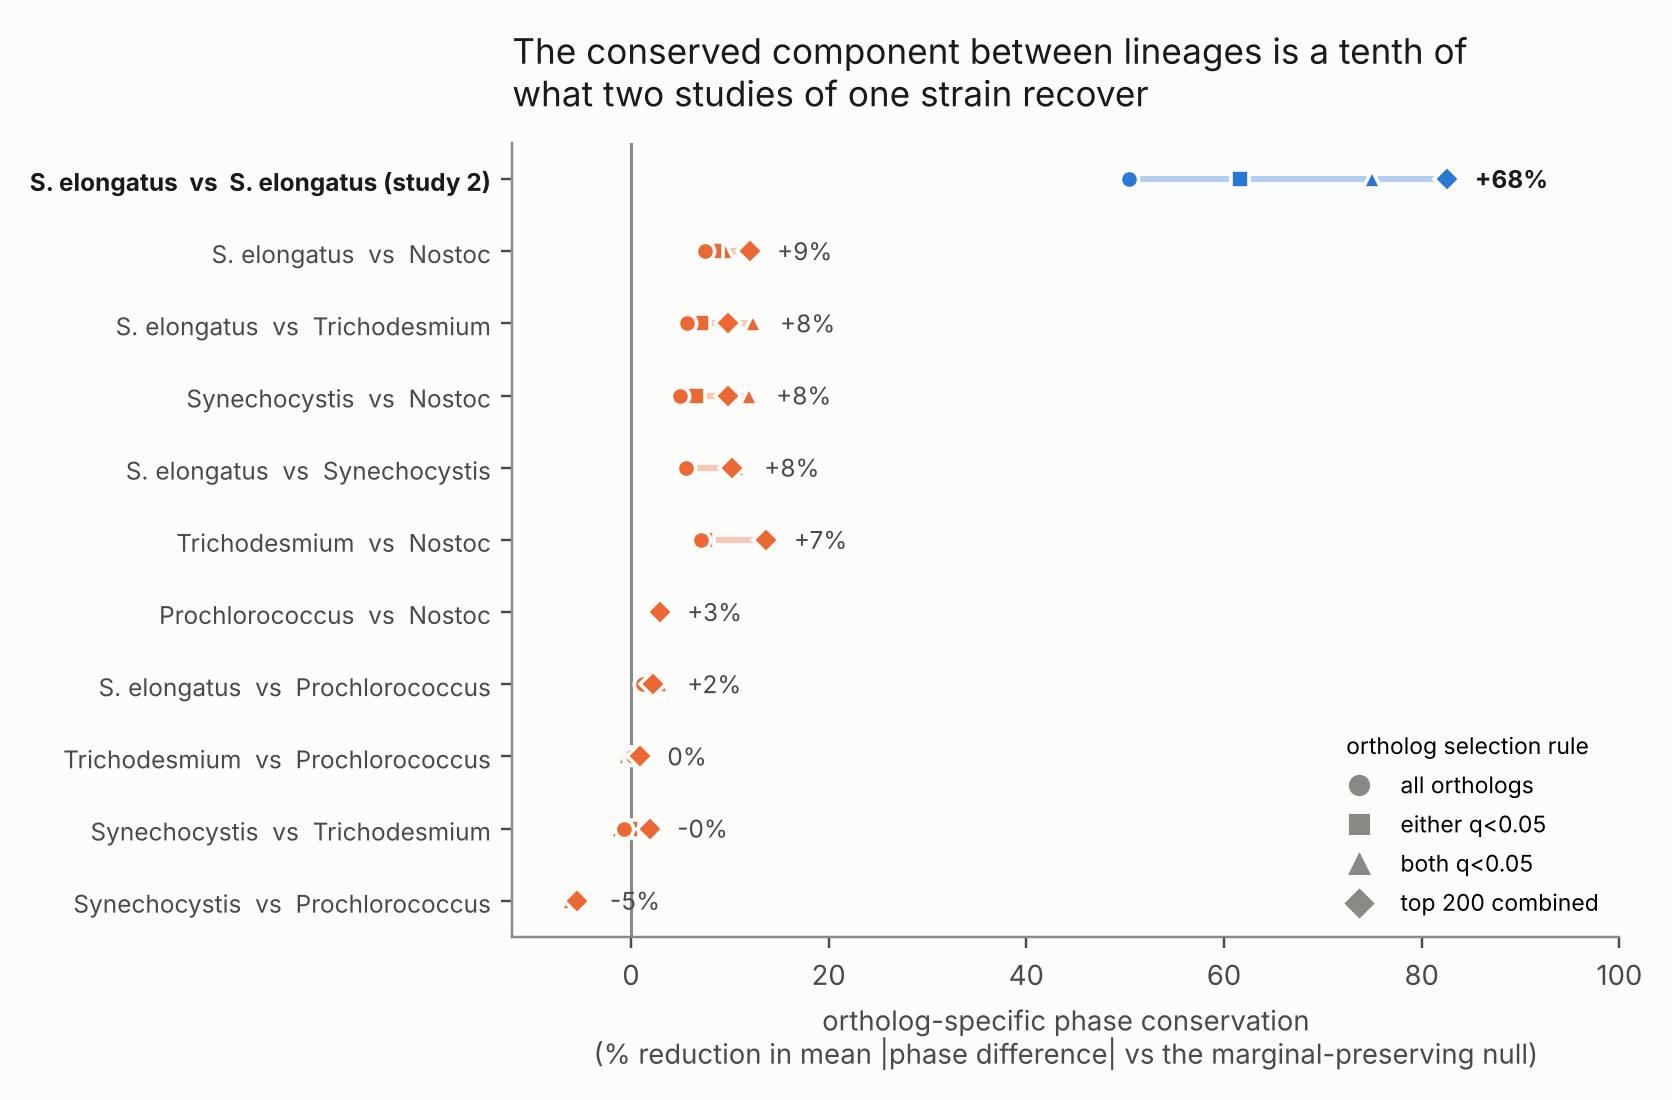 The conserved component between lineages is a tenth of
what two studies of one strain recover
S. elongatus vs S. elongatus (study 2)
+68%
S. elongatus vs Nostoc
+9%
S. elongatus vs Trichodesmium
+8%
Synechocystis vs Nostoc
+8%
S. elongatus vs Synechocystis
+8%
Trichodesmium vs Nostoc
+7%
Prochlorococcus vs Nostoc
+3%
S. elongatus vs Prochlorococcus
+2%
Trichodesmium vs Prochlorococcus
0%
Synechocystis vs Trichodesmium
-0%
Synechocystis vs Prochlorococcus
-5%
ortholog selection rule
all orthologs
either q<0.05
both q<0.05
top 200 combined
0 20 40 60 80 100
ortholog-specific phase conservation
(% reduction in mean |phase difference| vs the marginal-preserving null)